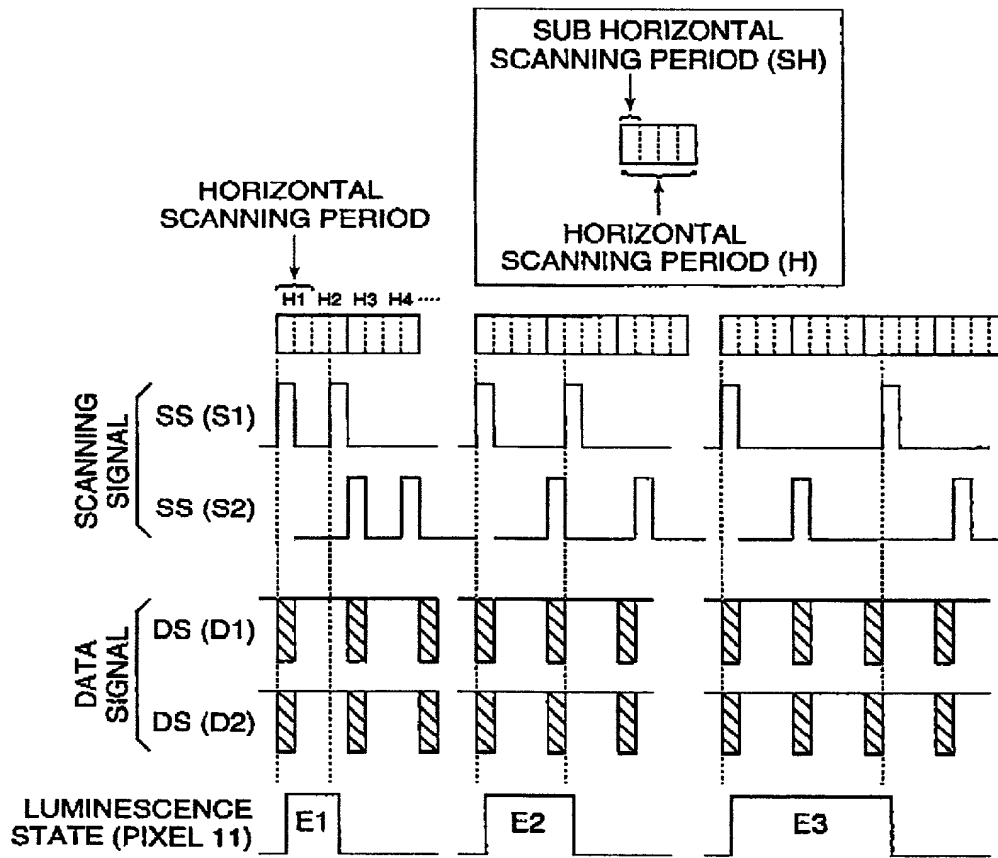 SUB HORIZONTAL
SCANNING PERIOD (SH)
HORIZONTAL
SCANNING PERIOD (H)
HORIZONTAL
SCANNING PERIOD
H1 H2 H3 H4 ····
SCANNING
SIGNAL
SS (S1)
SS (S2)
DATA
SIGNAL
DS (D1)
DS (D2)
LUMINESCENCE
STATE (PIXEL 11)
E1 E2 E3